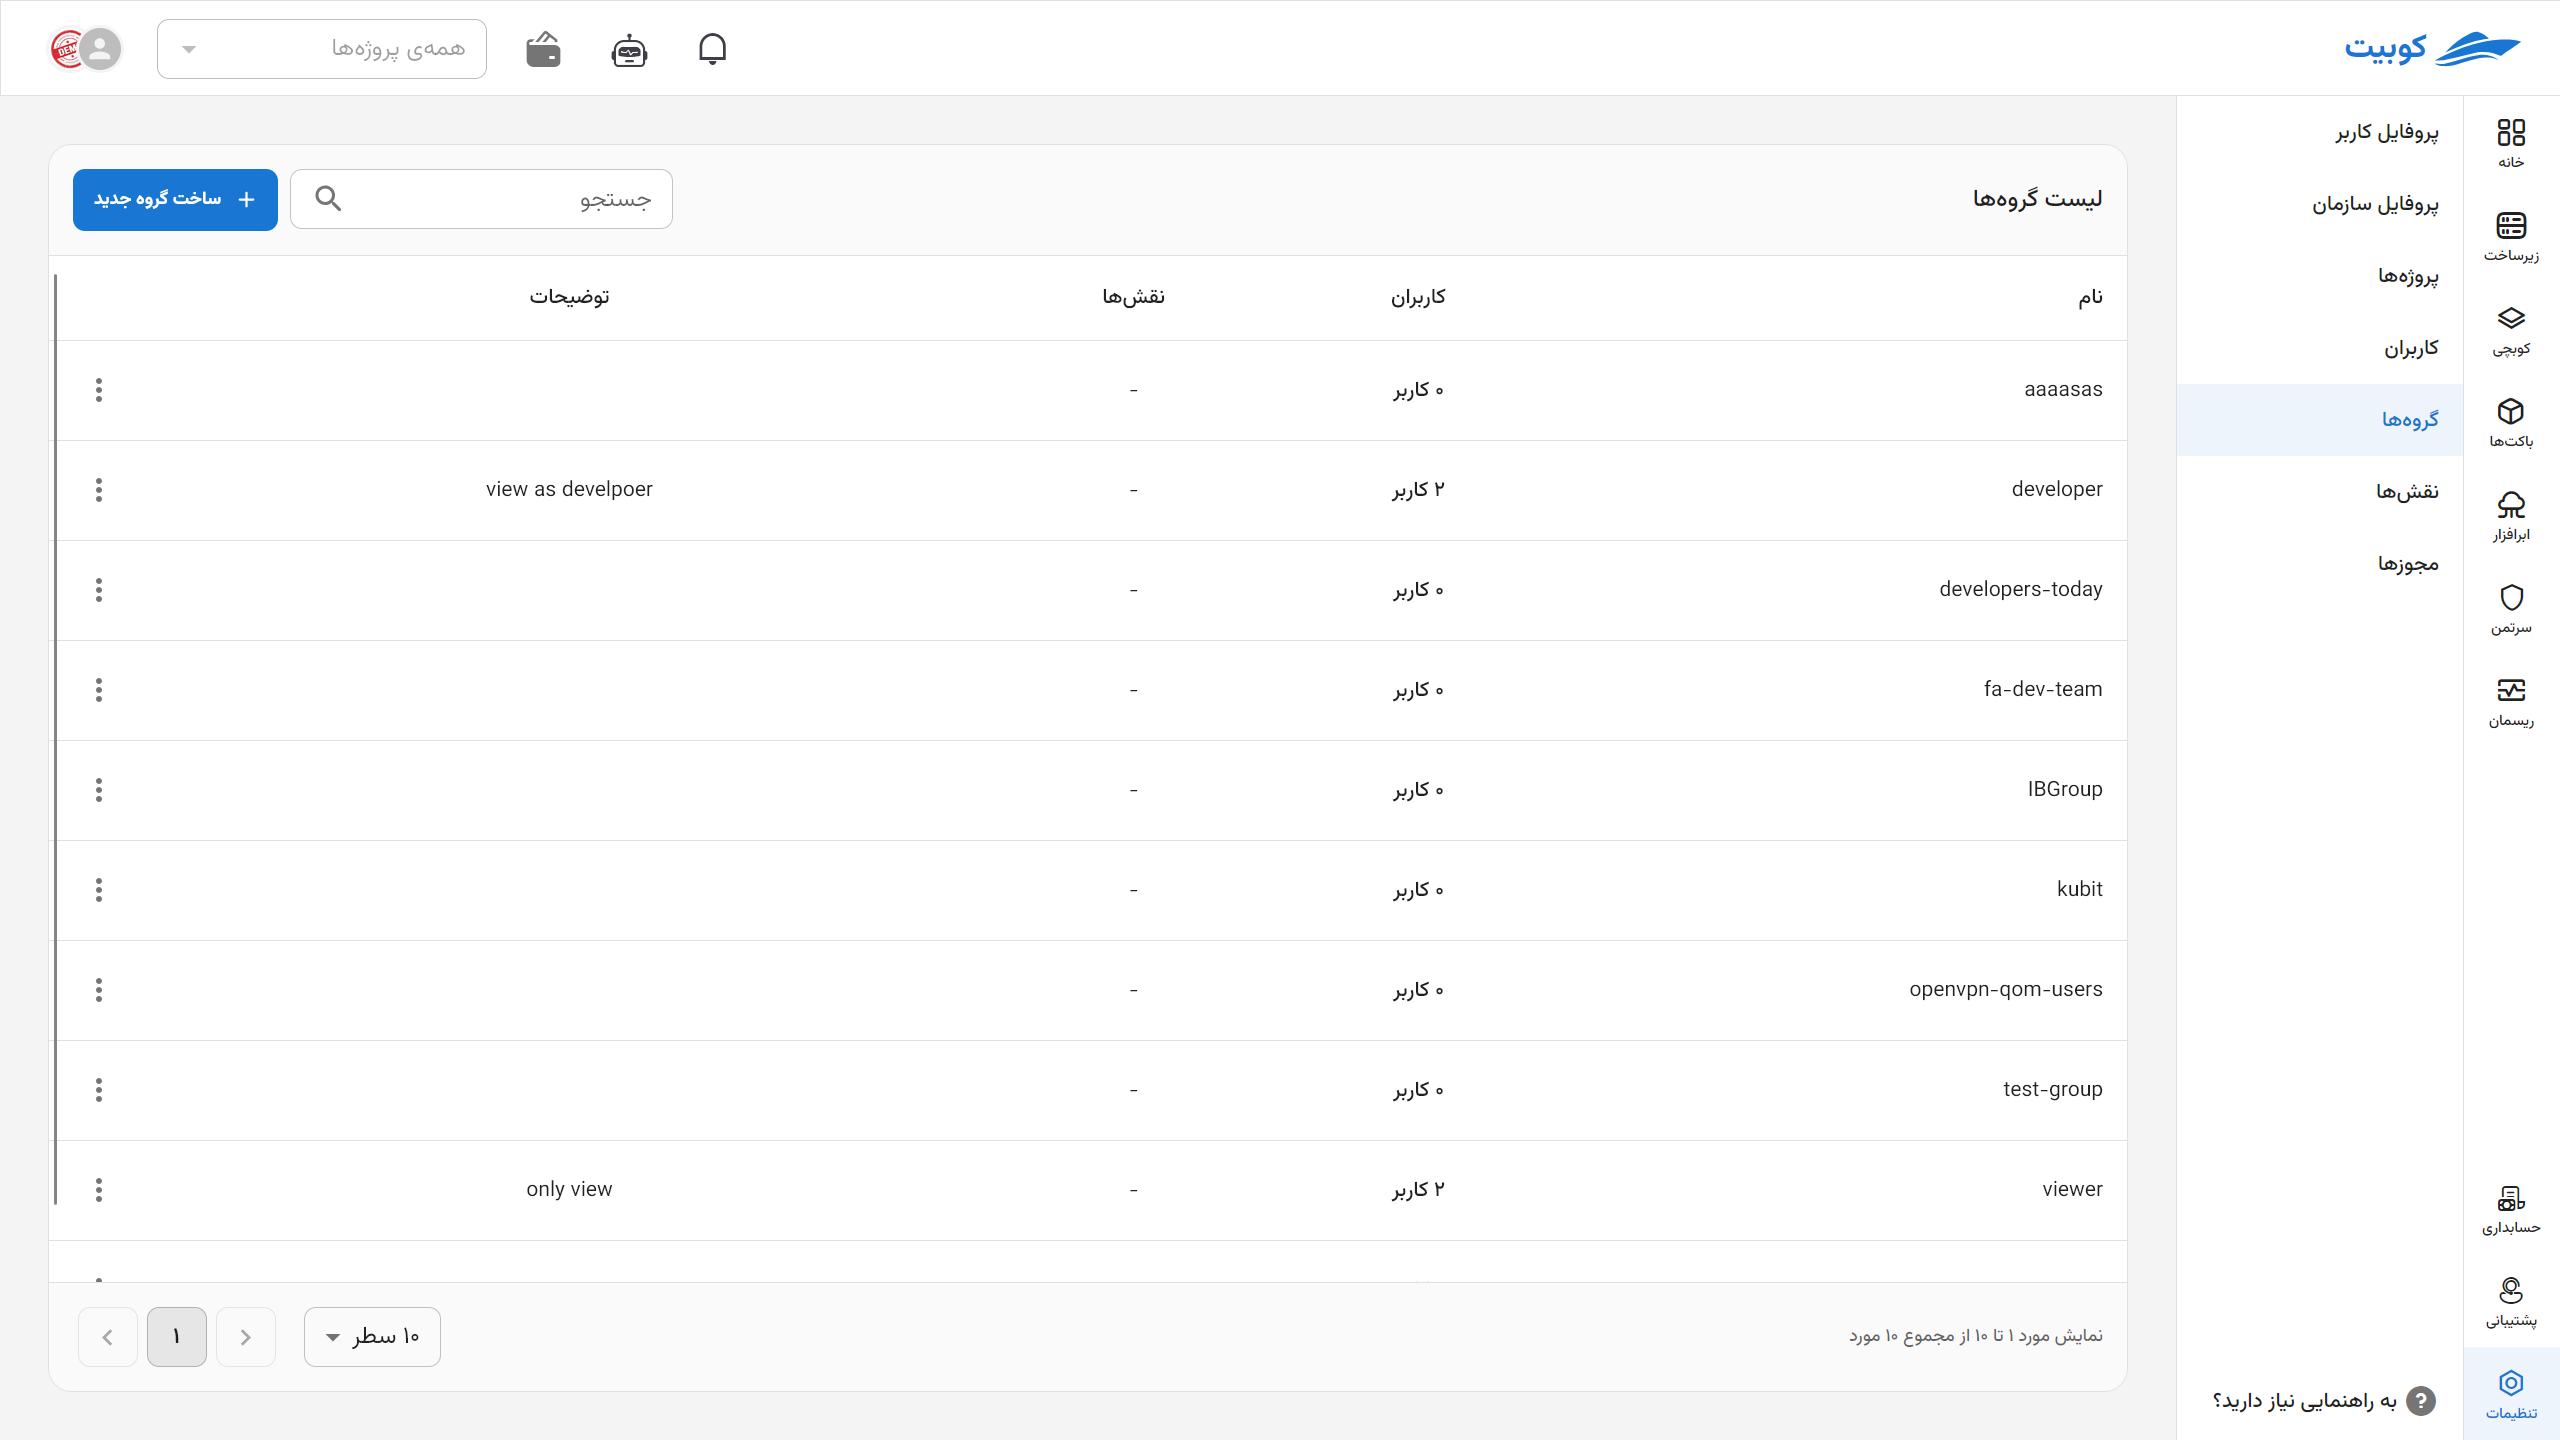 کوبیت
همه‌ی پروژه‌ها
خانه
زیرساخت
کوبچی
باکت‌ها
ابرافزار
سرتمن
ریسمان
حسابداری
پشتیبانی
تنظیمات
پروفایل کاربر
پروفایل سازمان
پروژه‌ها
کاربران
گروه‌ها
نقش‌ها
مجوزها
به راهنمایی نیاز دارید؟
لیست گروه‌ها
جستجو
ساخت گروه جدید
نام کاربران نقش‌ها توضیحات
aaaasas ۰ کاربر -
developer ۲ کاربر - view as develpoer
developers-today ۰ کاربر -
fa-dev-team ۰ کاربر -
IBGroup ۰ کاربر -
kubit ۰ کاربر -
openvpn-qom-users ۰ کاربر -
test-group ۰ کاربر -
viewer ۲ کاربر - only view
نمایش مورد ۱ تا ۱۰ از مجموع ۱۰ مورد
۱۰ سطر
۱